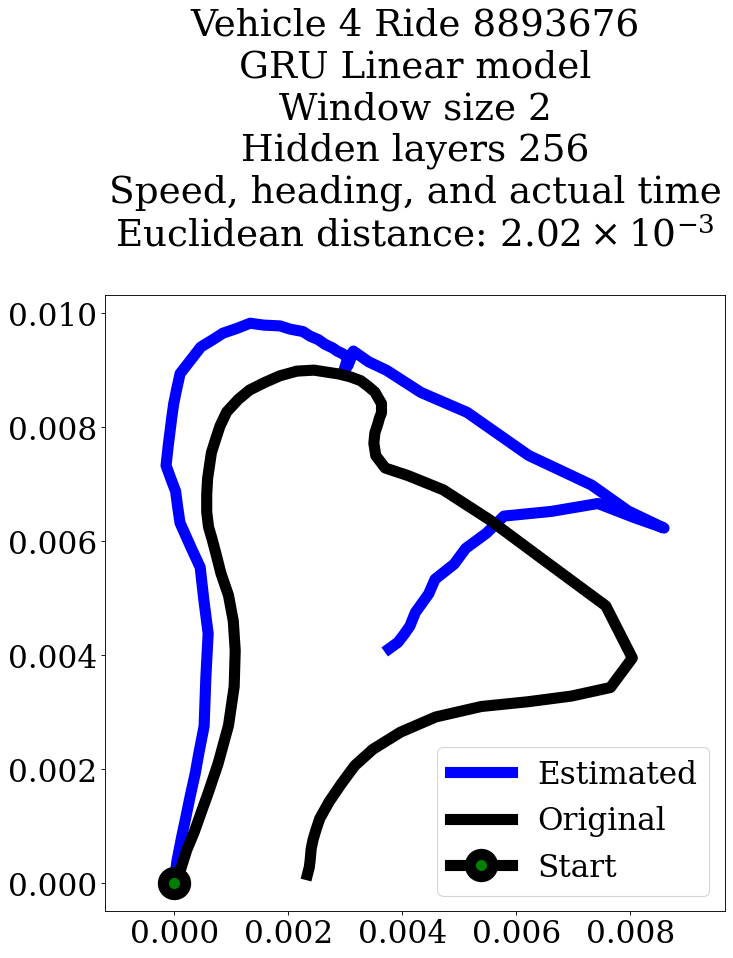 Vehicle 4 Ride 8893676
GRU Linear model
Window size 2
Hidden layers 256
Speed, heading, and actual time
Euclidean distance: 2.02 × 10⁻³
0.010
0.008
0.006
0.004
0.002
0.000
Estimated
Original
Start
0.000 0.002 0.004 0.006 0.008